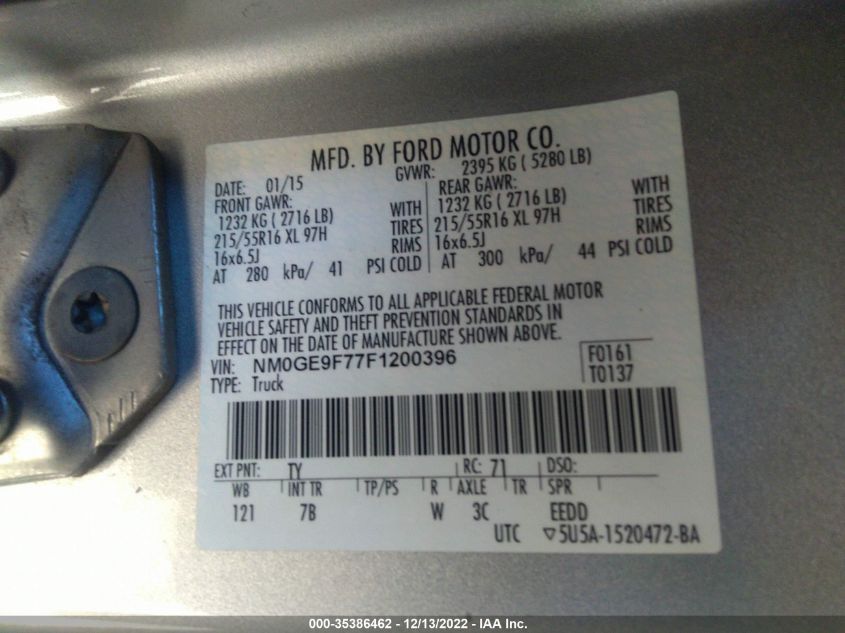 MFD. BY FORD MOTOR CO.
DATE: 01/15 GVWR: 2395 KG ( 5280 LB)
FRONT GAWR: REAR GAWR:
1232 KG ( 2716 LB) WITH 1232 KG ( 2716 LB) WITH
215/55R16 XL 97H TIRES 215/55R16 XL 97H TIRES
16x6.5J RIMS 16x6.5J RIMS
AT 280 kPa/ 41 PSI COLD AT 300 kPa/ 44 PSI COLD
THIS VEHICLE CONFORMS TO ALL APPLICABLE FEDERAL MOTOR
VEHICLE SAFETY AND THEFT PREVENTION STANDARDS IN
EFFECT ON THE DATE OF MANUFACTURE SHOWN ABOVE.
VIN: NM0GE9F77F1200396 F0161
TYPE: Truck T0137
EXT PNT: TY RC: 71 DSO:
WB INT TR TP/PS R AXLE TR SPR
121 7B W 3C EEDD
UTC ▽5U5A-1520472-BA
000-35386462 - 12/13/2022 - IAA Inc.